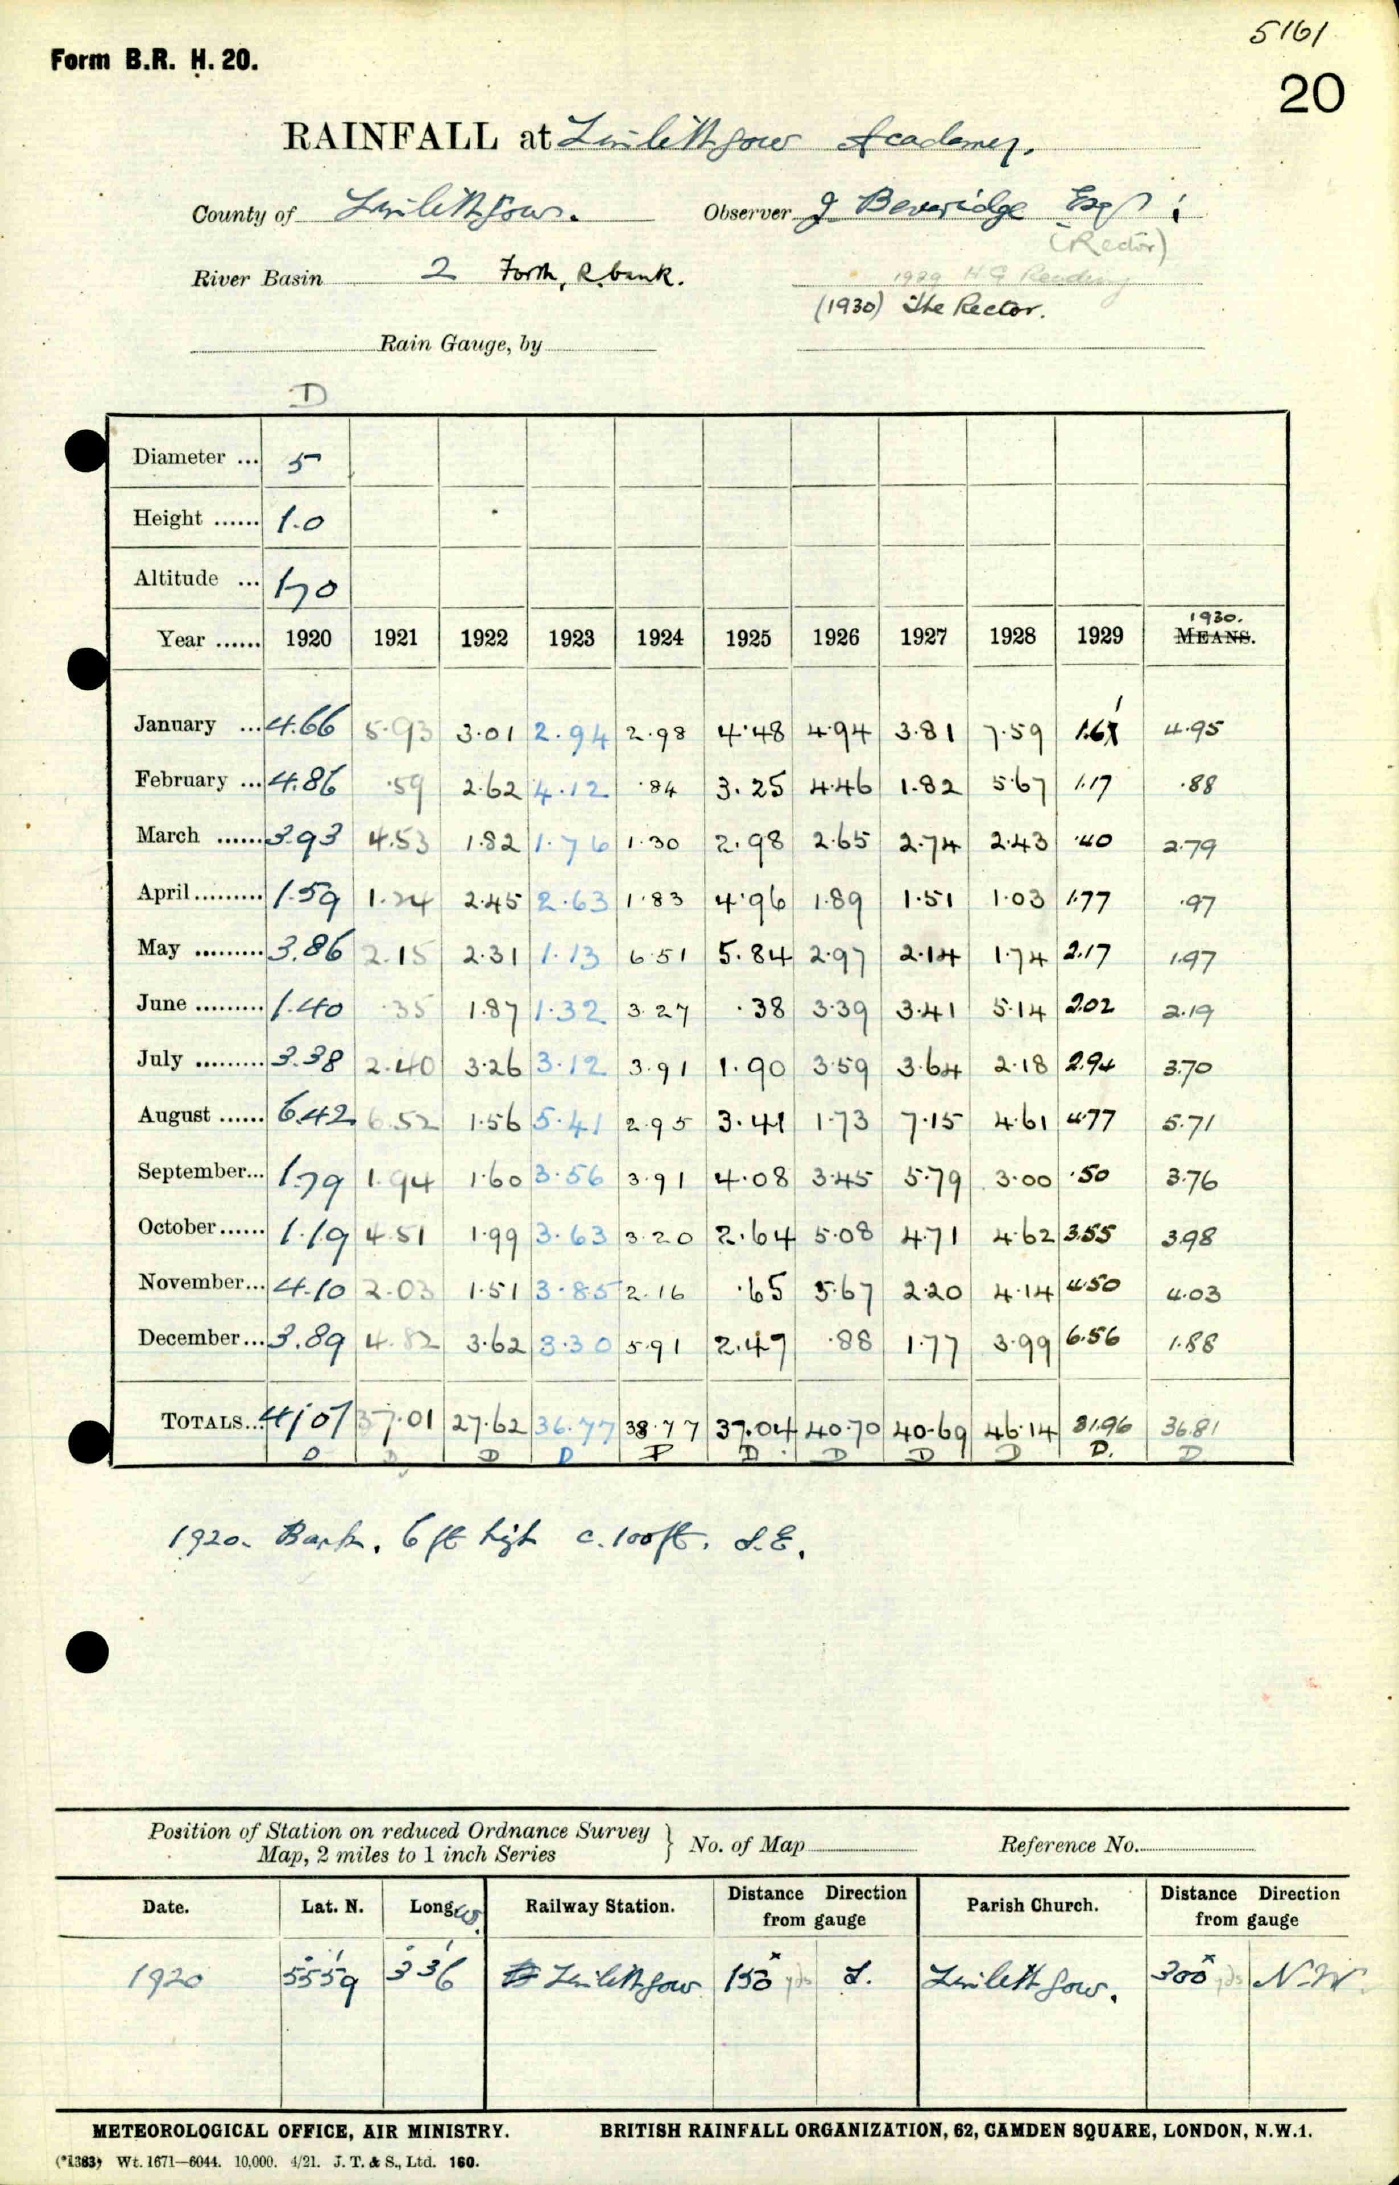 5161
Form B.R. H. 20.
20
RAINFALL at Linlithgow Academy.
County of Linlithgow. Observer J Beveridge Esq
(Rector)
River Basin 2 Forth, R. bank. 1929 H G Reading
(1930) The Rector.
Rain Gauge, by
D
Diameter ... 5
Height ...... 1.0
Altitude ... 170
Year ...... 1920 1921 1922 1923 1924 1925 1926 1927 1928 1929 1930. MEANS.
January ... 4.66 5.93 3.01 2.94 2.98 4.48 4.94 3.81 7.59 1.61 4.95
February ... 4.86 .59 2.62 4.12 .84 3.25 4.46 1.82 5.67 1.17 .88
March ...... 3.93 4.53 1.82 1.76 1.30 2.98 2.65 2.74 2.43 .40 2.79
April ......... 1.59 1.24 2.45 2.63 1.83 4.96 1.89 1.51 1.03 1.77 .97
May ......... 3.86 2.15 2.31 1.13 6.51 5.84 2.97 2.14 1.74 2.17 1.97
June ......... 1.40 .35 1.87 1.32 3.27 .38 3.39 3.41 5.14 2.02 2.19
July ......... 3.38 2.40 3.26 3.12 3.91 1.90 3.59 3.64 2.18 2.94 3.70
August ...... 6.42 6.52 1.56 5.41 2.95 3.41 1.73 7.15 4.61 4.77 5.71
September... 1.79 1.94 1.60 3.56 3.91 4.08 3.45 5.79 3.00 .50 3.76
October ...... 1.19 4.51 1.99 3.63 3.20 2.64 5.08 4.71 4.62 3.55 3.98
November... 4.10 2.03 1.51 3.85 2.16 .65 5.67 2.20 4.14 4.50 4.03
December... 3.89 4.82 3.62 3.30 5.91 2.47 .88 1.77 3.99 6.56 1.88
TOTALS... 41.07 37.01 27.62 36.77 38.77 37.04 40.70 40.69 46.14 31.96 36.81
D D D D D D D D D D. D
1920. Bank, 6 ft high c. 100 ft. S.E.
Position of Station on reduced Ordnance Survey Map, 2 miles to 1 inch Series } No. of Map Reference No.
Date. Lat. N. Long W. Railway Station. Distance Direction from gauge Parish Church. Distance Direction from gauge
1920 55° 59' 3° 36' Linlithgow 150 yds S. Linlithgow. 300 yds N-W.
METEOROLOGICAL OFFICE, AIR MINISTRY. BRITISH RAINFALL ORGANIZATION, 62, CAMDEN SQUARE, LONDON, N.W.1.
(*1383) Wt. 1671—6044. 10,000. 4/21. J. T. & S., Ltd. 160.